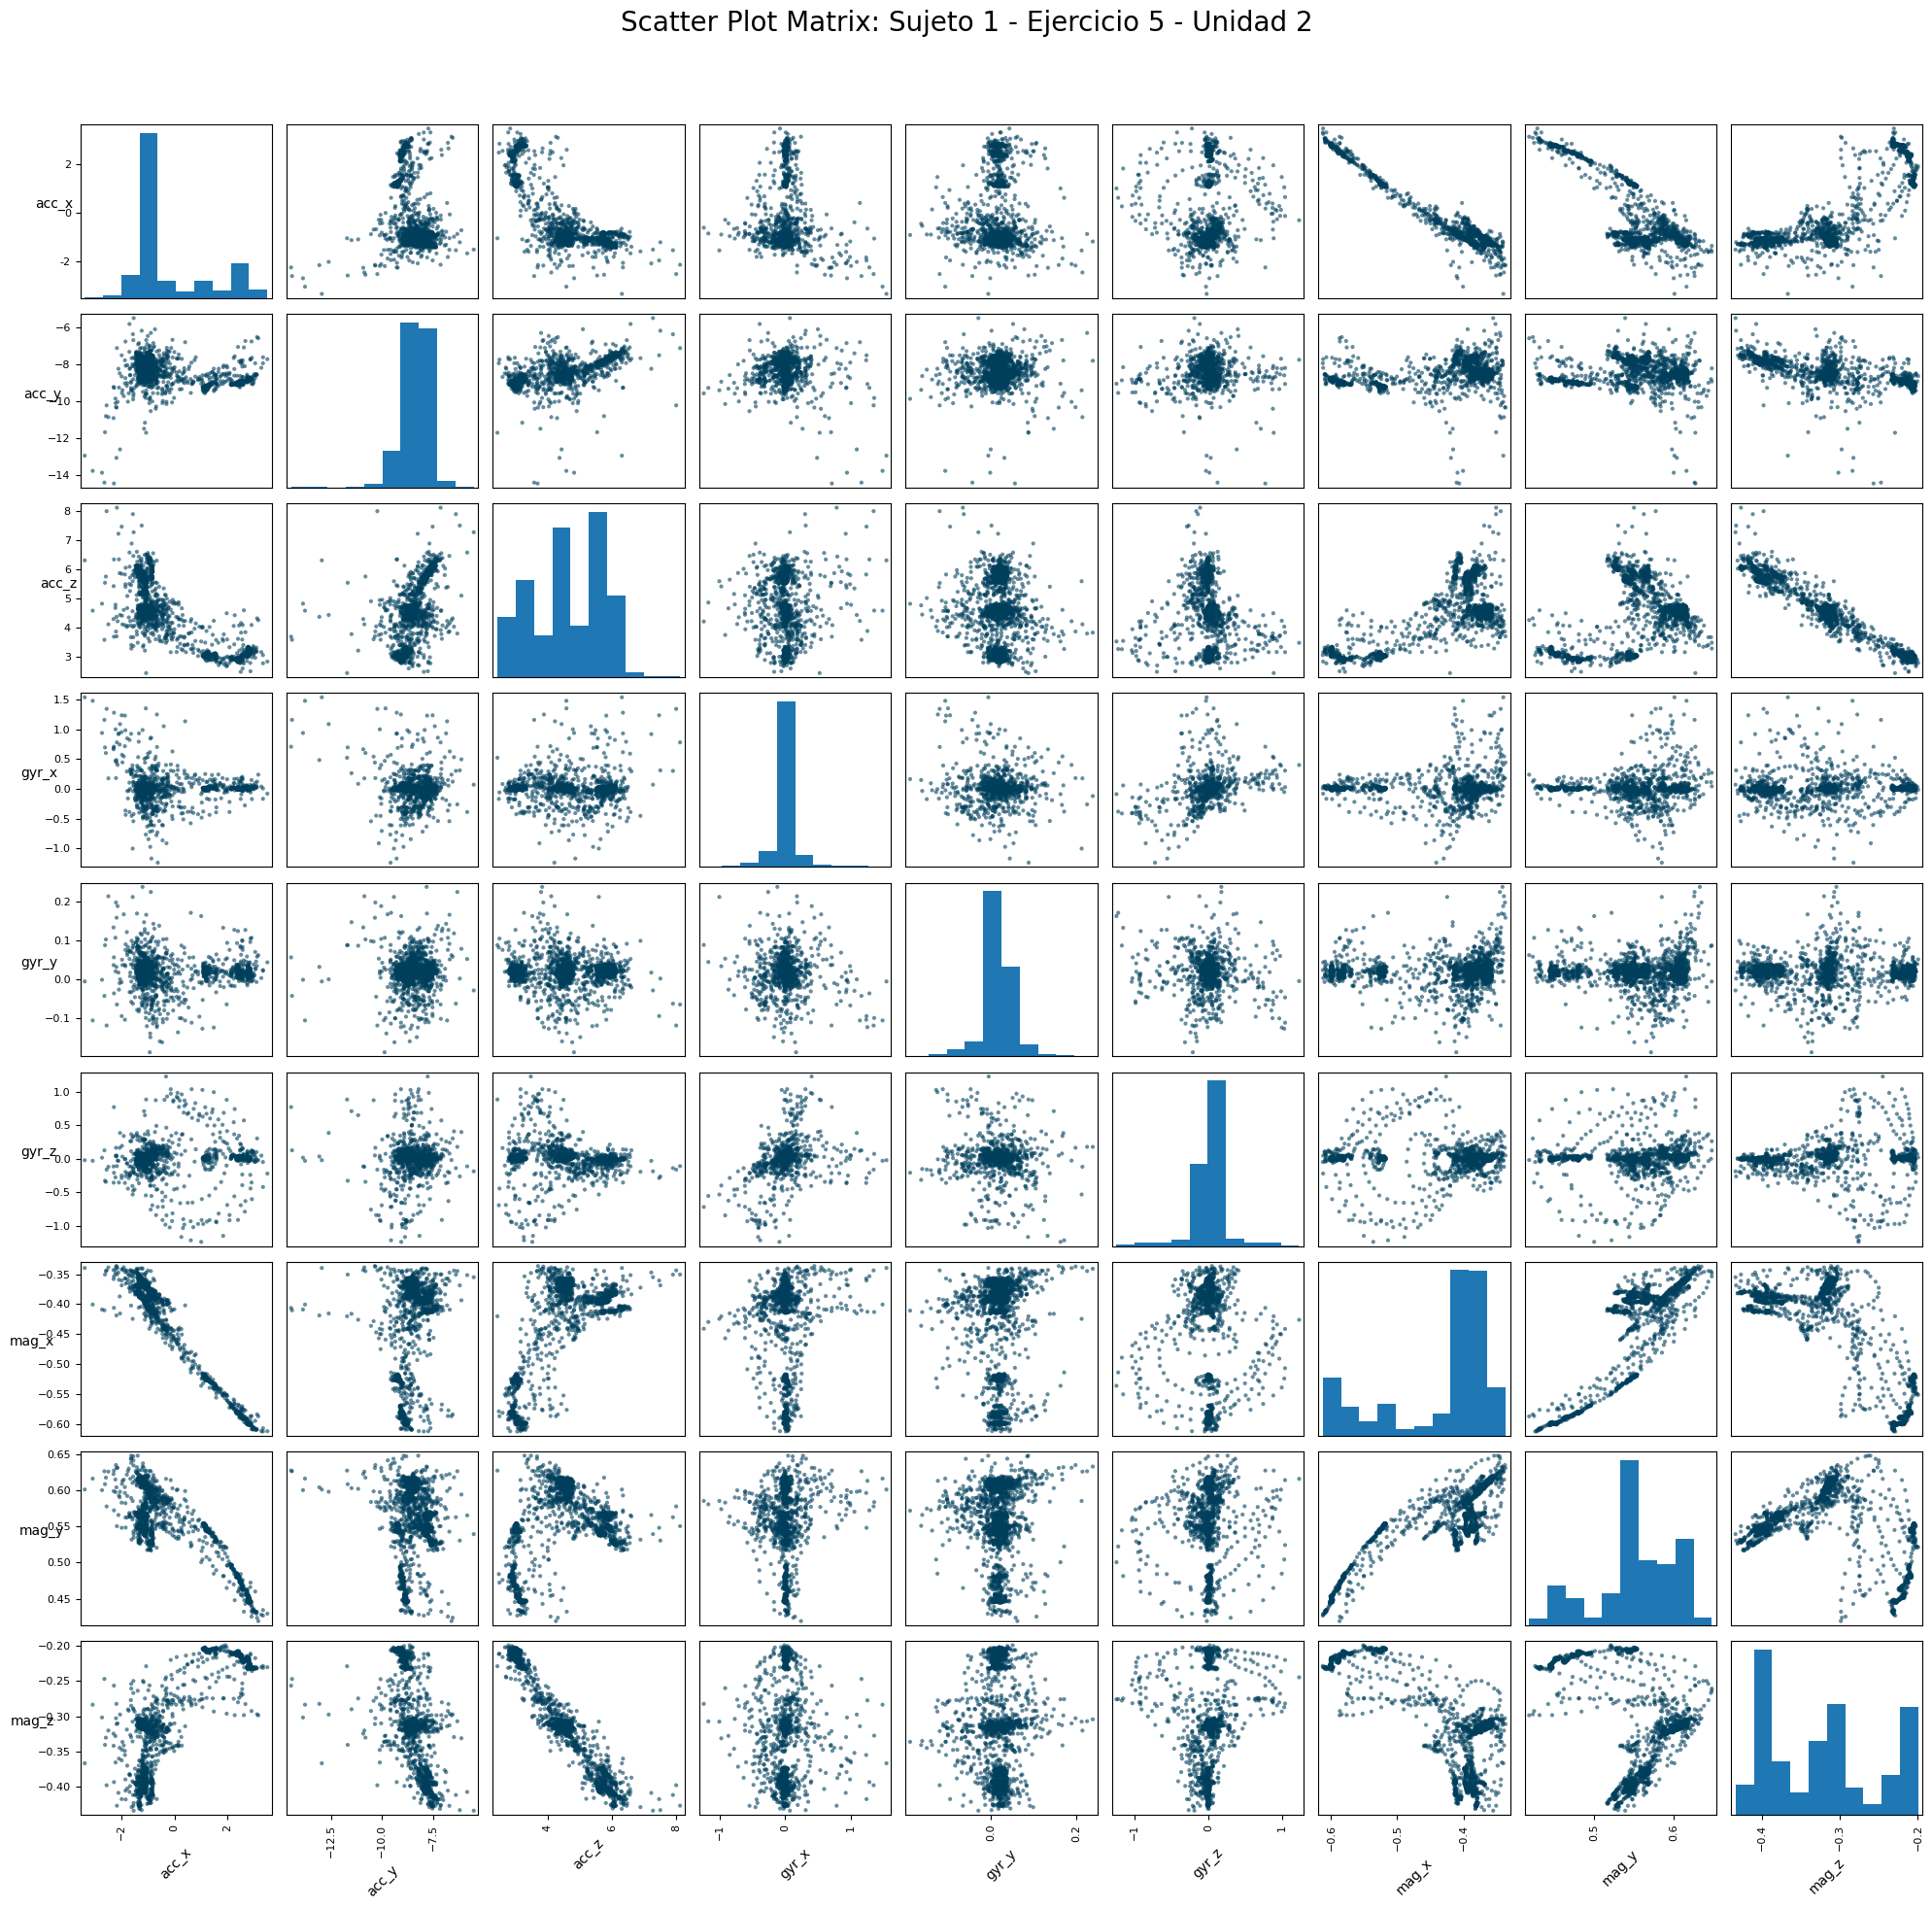 Scatter Plot Matrix: Sujeto 1 - Ejercicio 5 - Unidad 2
acc_x
2
0
−2
acc_y
−6
−8
−10
−12
−14
acc_z
8
7
6
5
4
3
gyr_x
1.5
1.0
0.5
0.0
−0.5
−1.0
gyr_y
0.2
0.1
0.0
−0.1
gyr_z
1.0
0.5
0.0
−0.5
−1.0
mag_x
−0.35
−0.40
−0.45
−0.50
−0.55
−0.60
mag_y
0.65
0.60
0.55
0.50
0.45
mag_z
−0.20
−0.25
−0.30
−0.35
−0.40
−2 0 2
−12.5 −10.0 −7.5
4 6 8
−1 0 1
0.0 0.2
−1 0 1
−0.6 −0.5 −0.4
0.5 0.6
−0.4 −0.3 −0.2
acc_x acc_y acc_z gyr_x gyr_y gyr_z mag_x mag_y mag_z